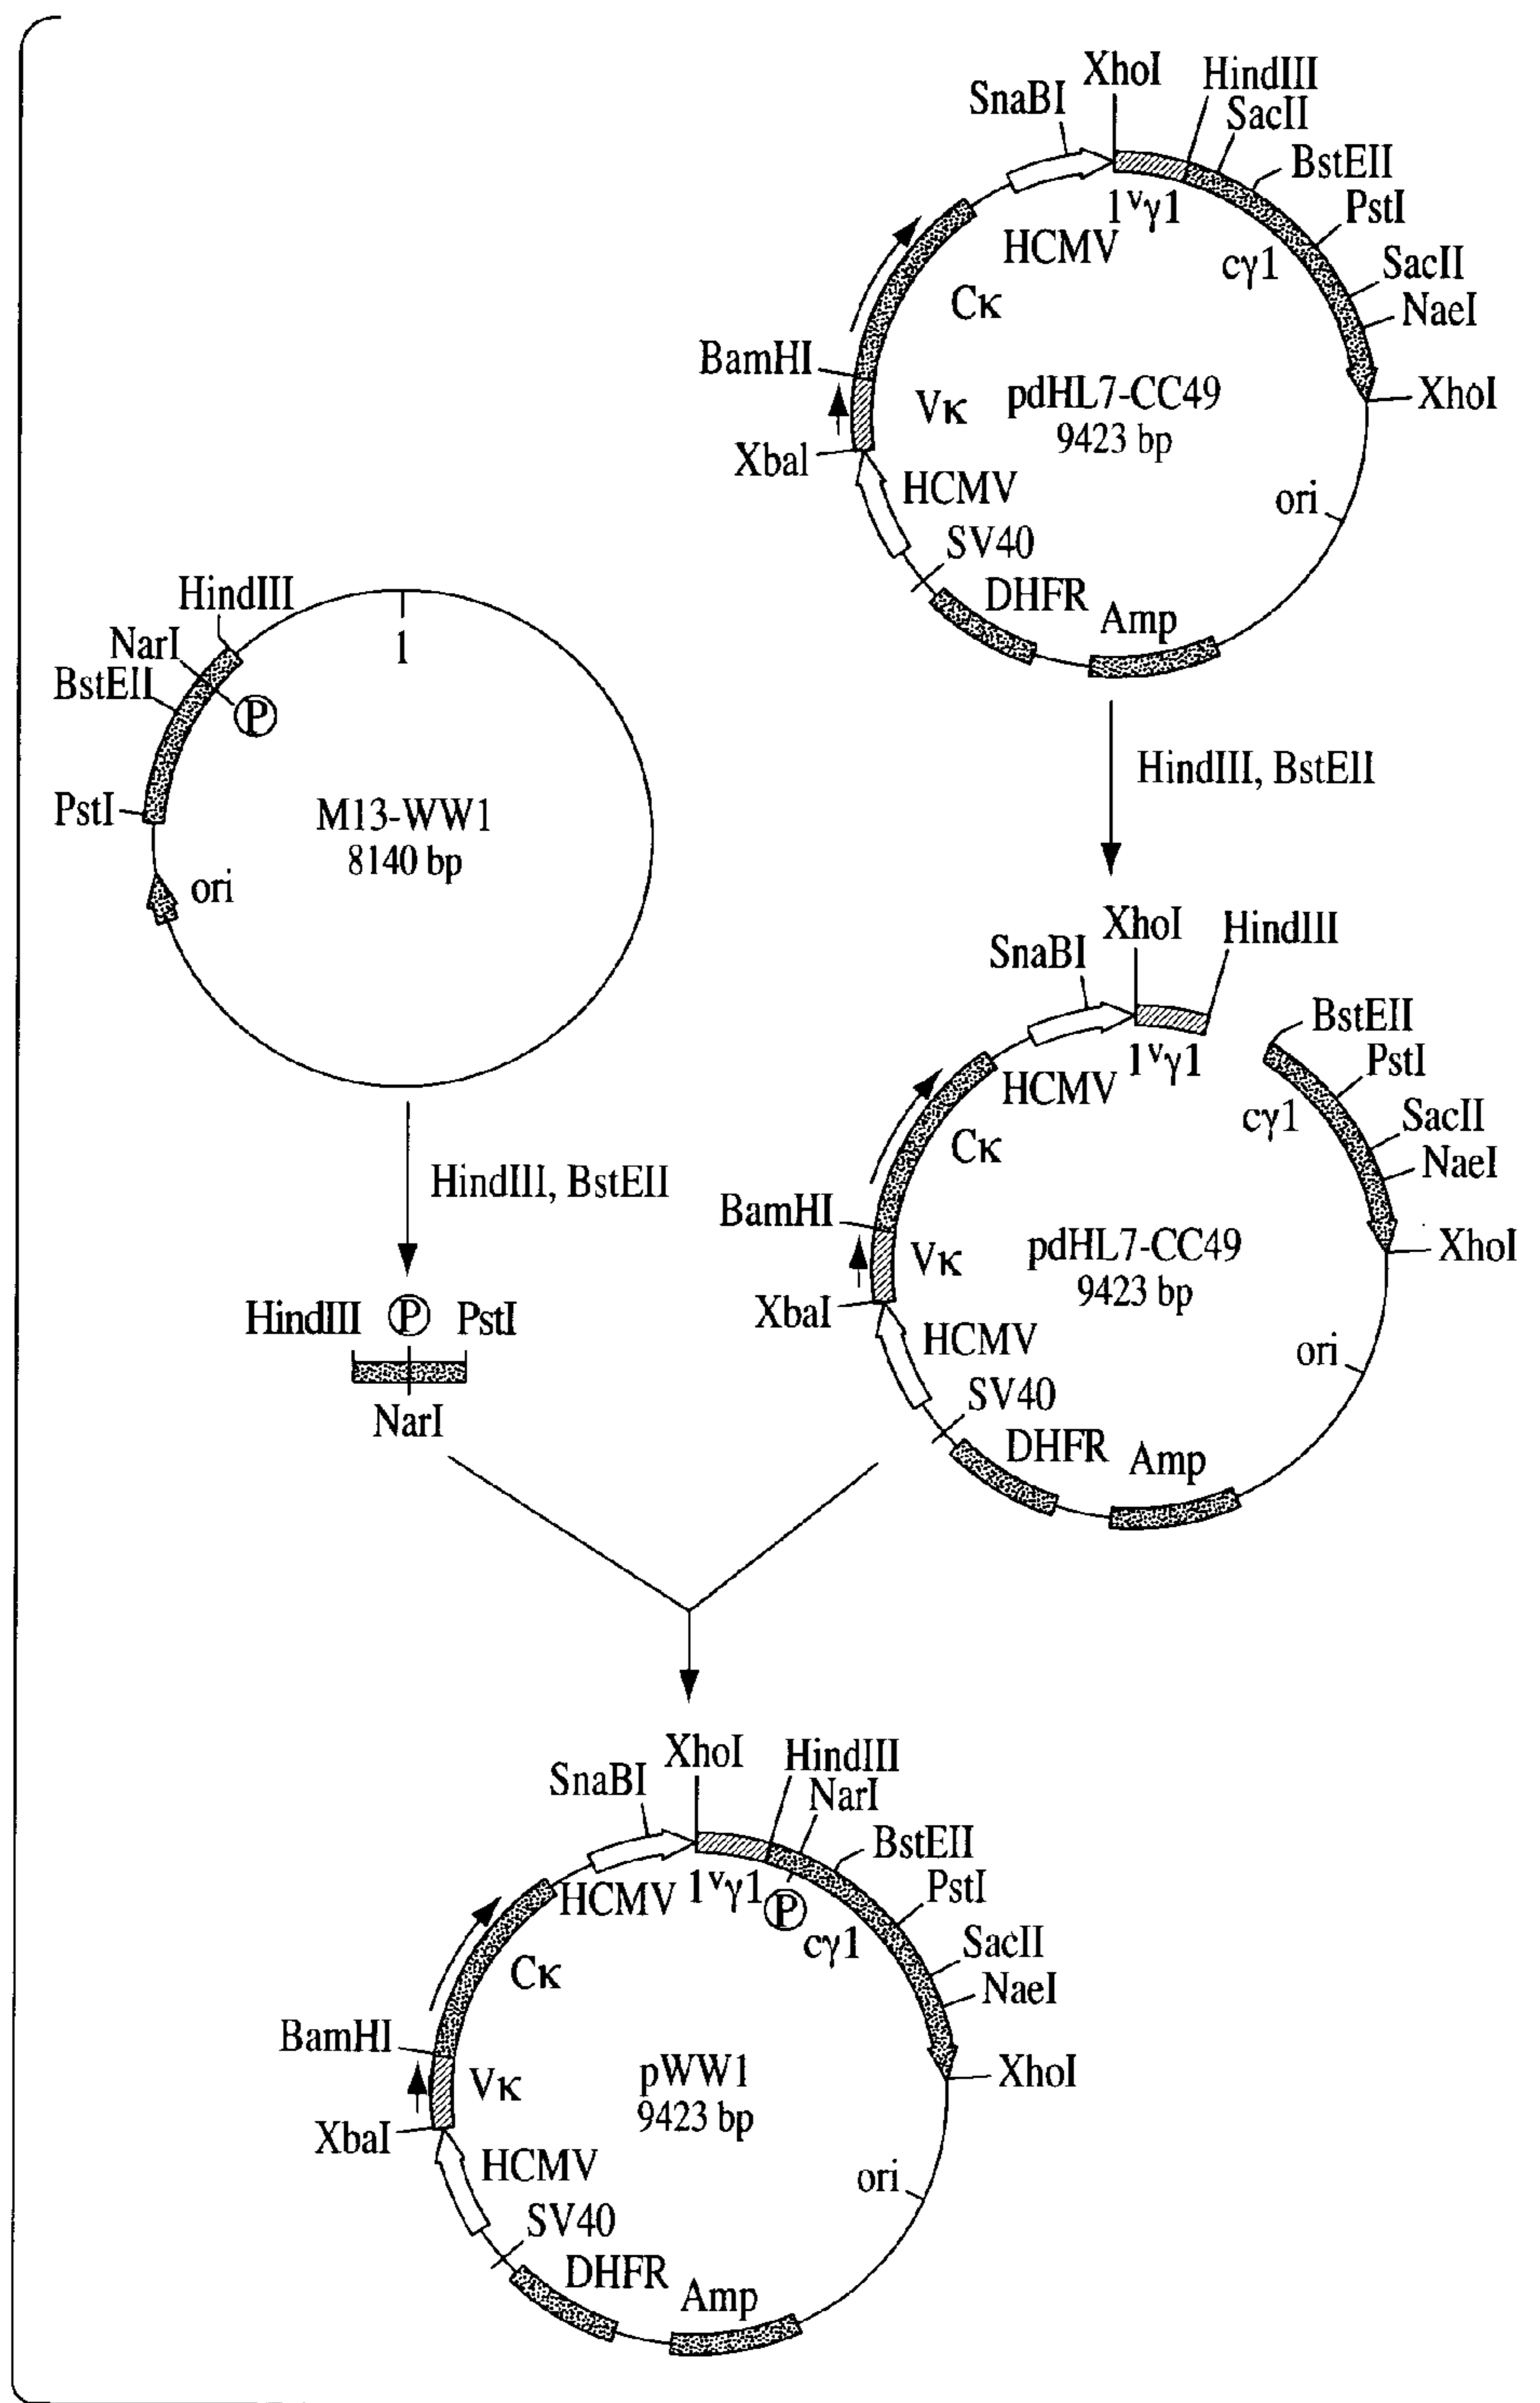 XhoI
HindIII
SnaBI
SacII
BstEII
1ᵛγ1
PstI
HCMV
cγ1
SacII
Cκ
NaeI
BamHI
Vκ
pdHL7-CC49
XhoI
9423 bp
XbaI
HCMV
ori
SV40
DHFR
Amp
HindIII
NarI
1
BstEII
P
PstI
M13-WW1
8140 bp
ori
HindIII, BstEII
HindIII, BstEII
HindIII
P
PstI
NarI
XhoI
HindIII
SnaBI
BstEII
1ᵛγ1
PstI
HCMV
cγ1
SacII
Cκ
NaeI
BamHI
Vκ
pdHL7-CC49
XhoI
9423 bp
XbaI
HCMV
ori
SV40
DHFR
Amp
XhoI
HindIII
SnaBI
NarI
BstEII
HCMV
1ᵛγ1
PstI
P
cγ1
SacII
Cκ
NaeI
BamHI
Vκ
pWW1
XhoI
9423 bp
XbaI
HCMV
ori
SV40
DHFR
Amp